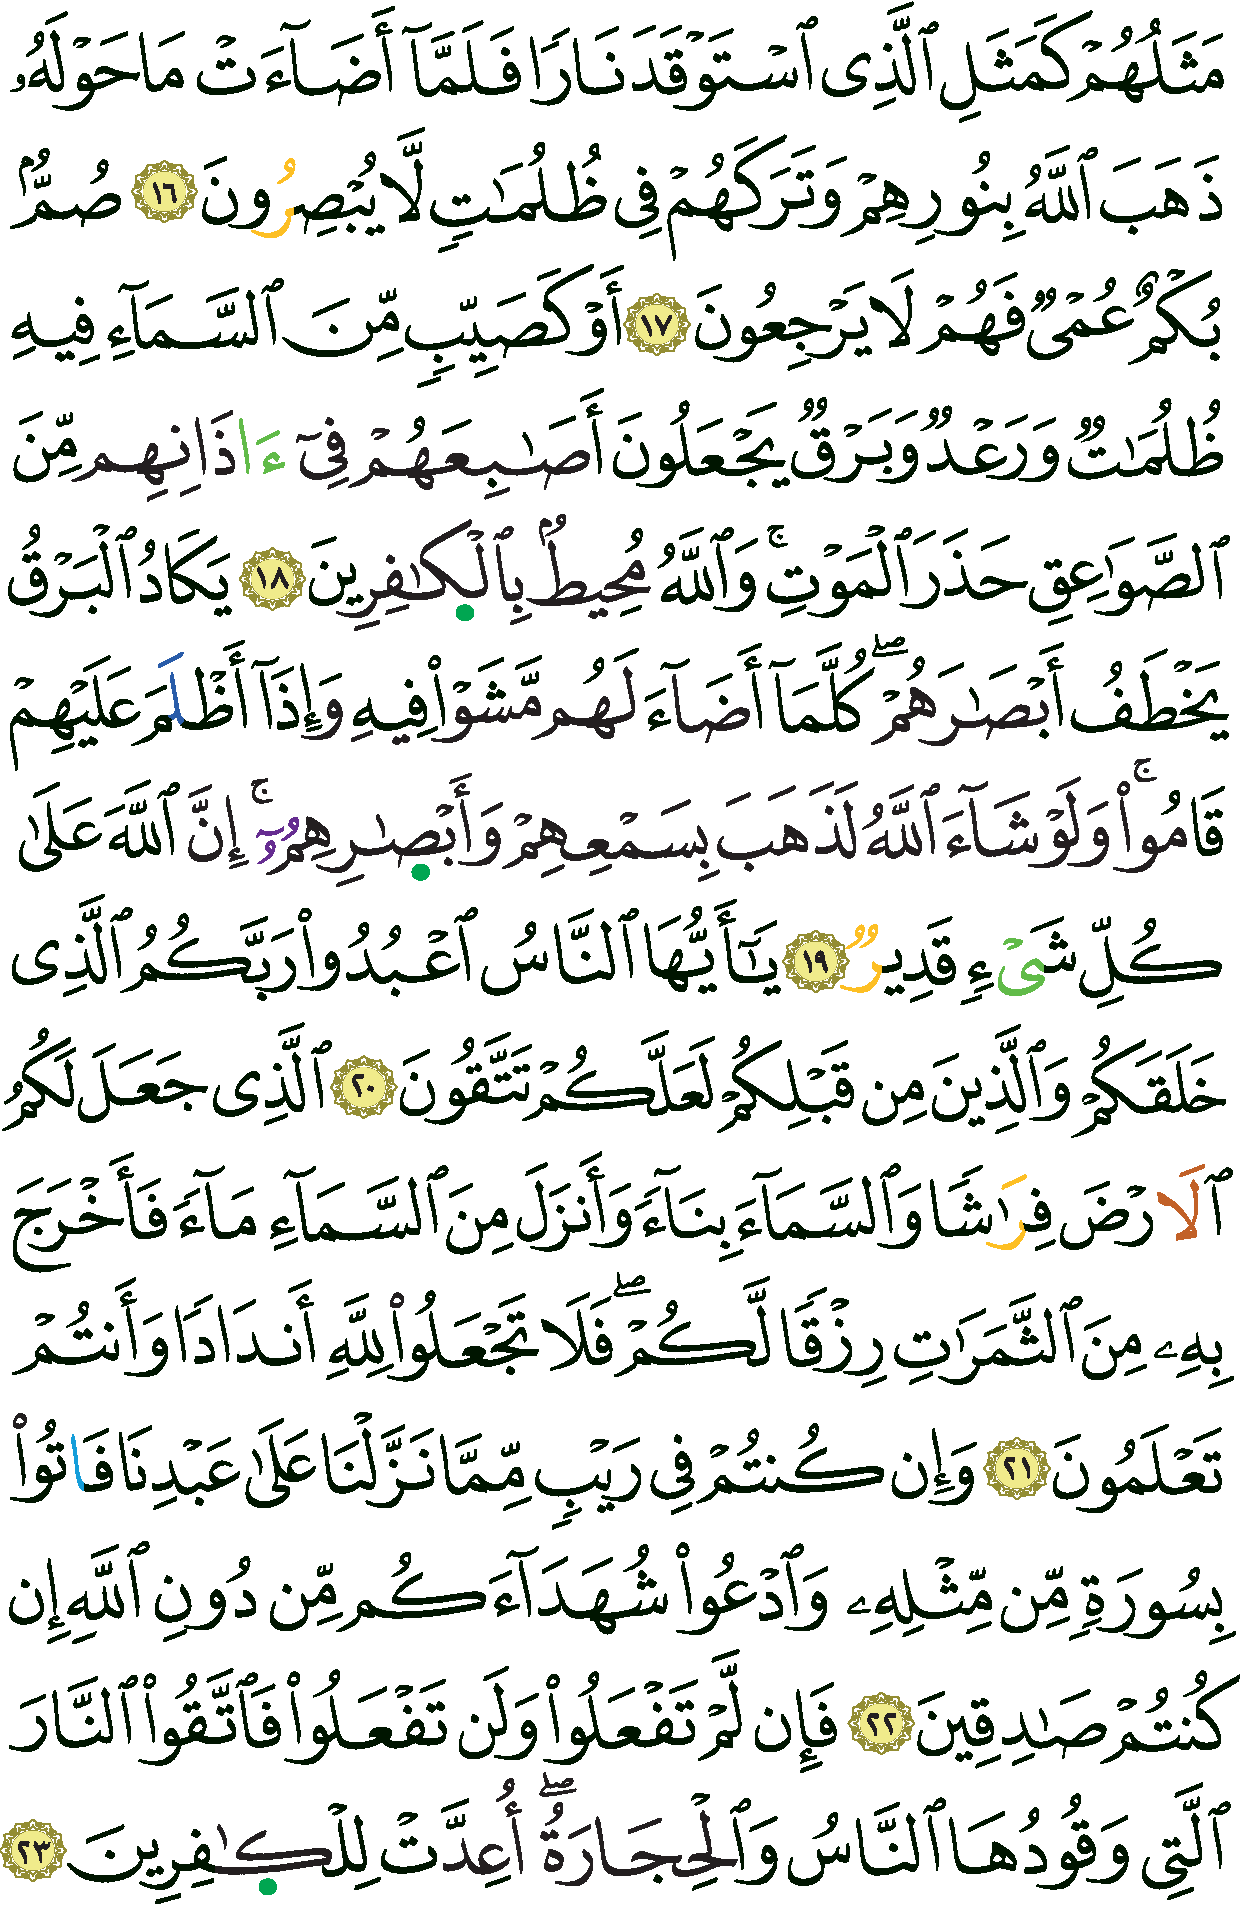 مَثَلُهُمْ كَمَثَلِ ٱلَّذِى ٱسْتَوْقَدَ نَارًا فَلَمَّآ أَضَآءَتْ مَا حَوْلَهُۥ
ذَهَبَ ٱللَّهُ بِنُورِهِمْ وَتَرَكَهُمْ فِى ظُلُمَٰتٍ لَّا يُبْصِرُونَ ١٦ صُمُّۢ
بُكْمٌ عُمْىٌ فَهُمْ لَا يَرْجِعُونَ ١٧ أَوْ كَصَيِّبٍ مِّنَ ٱلسَّمَآءِ فِيهِ
ظُلُمَٰتٌ وَرَعْدٌ وَبَرْقٌ يَجْعَلُونَ أَصَٰبِعَهُمْ فِىٓ ءَاذَانِهِم مِّنَ
ٱلصَّوَٰعِقِ حَذَرَ ٱلْمَوْتِ ۚ وَٱللَّهُ مُحِيطٌۢ بِٱلْكَٰفِرِينَ ١٨ يَكَادُ ٱلْبَرْقُ
يَخْطَفُ أَبْصَٰرَهُمْ ۖ كُلَّمَآ أَضَآءَ لَهُم مَّشَوْا۟ فِيهِ وَإِذَآ أَظْلَمَ عَلَيْهِمْ
قَامُوا۟ ۚ وَلَوْ شَآءَ ٱللَّهُ لَذَهَبَ بِسَمْعِهِمْ وَأَبْصَٰرِهِمُۥٓ ۚ إِنَّ ٱللَّهَ عَلَىٰ
كُلِّ شَىْءٍ قَدِيرٌ ١٩ يَٰٓأَيُّهَا ٱلنَّاسُ ٱعْبُدُوا۟ رَبَّكُمُ ٱلَّذِى
خَلَقَكُمْ وَٱلَّذِينَ مِن قَبْلِكُمْ لَعَلَّكُمْ تَتَّقُونَ ٢٠ ٱلَّذِى جَعَلَ لَكُمُ
ٱلَارْضَ فِرَٰشًا وَٱلسَّمَآءَ بِنَآءً وَأَنزَلَ مِنَ ٱلسَّمَآءِ مَآءً فَأَخْرَجَ
بِهِۦ مِنَ ٱلثَّمَرَٰتِ رِزْقًا لَّكُمْ ۖ فَلَا تَجْعَلُوا۟ لِلَّهِ أَندَادًا وَأَنتُمْ
تَعْلَمُونَ ٢١ وَإِن كُنتُمْ فِى رَيْبٍ مِّمَّا نَزَّلْنَا عَلَىٰ عَبْدِنَا فَاتُوا۟
بِسُورَةٍ مِّن مِّثْلِهِۦ وَٱدْعُوا۟ شُهَدَآءَكُم مِّن دُونِ ٱللَّهِ إِن
كُنتُمْ صَٰدِقِينَ ٢٢ فَإِن لَّمْ تَفْعَلُوا۟ وَلَن تَفْعَلُوا۟ فَٱتَّقُوا۟ ٱلنَّارَ
ٱلَّتِى وَقُودُهَا ٱلنَّاسُ وَٱلْحِجَارَةُ ۖ أُعِدَّتْ لِلْكَٰفِرِينَ ٢٣